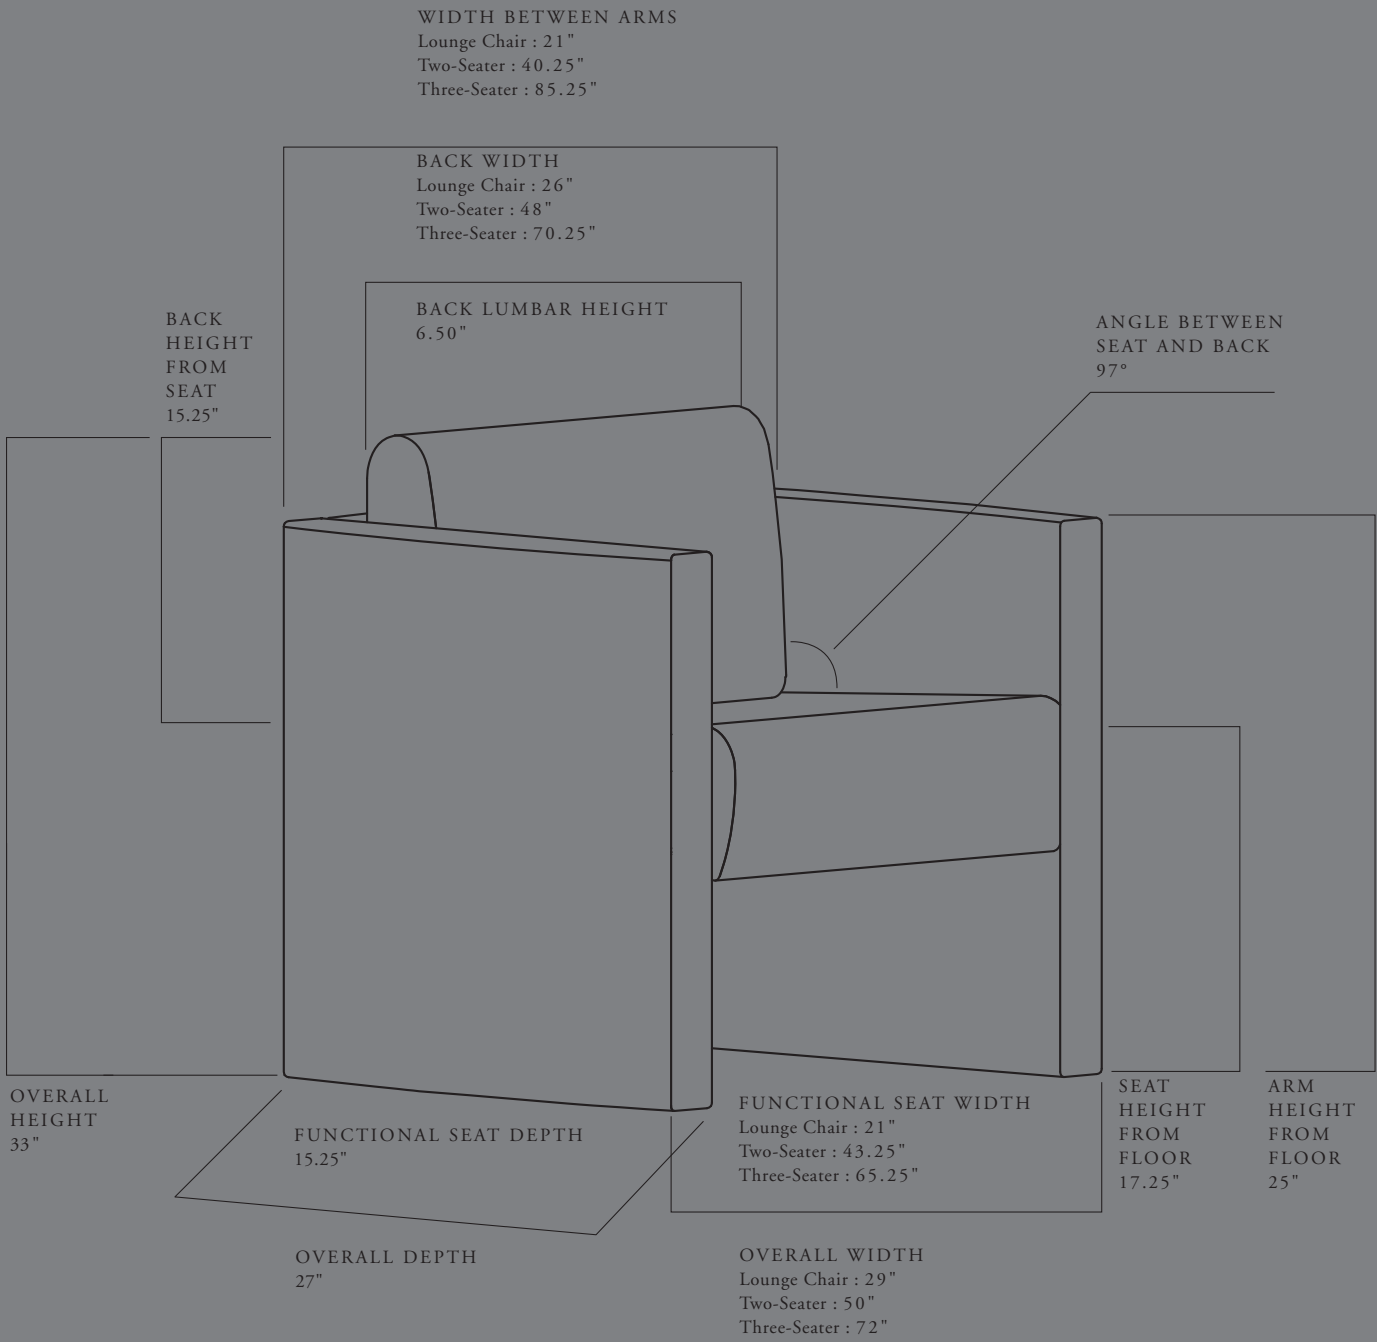 WIDTH BETWEEN ARMS
Lounge Chair : 21"
Two-Seater : 40.25"
Three-Seater : 85.25"
BACK WIDTH
Lounge Chair : 26"
Two-Seater : 48"
Three-Seater : 70.25"
BACK LUMBAR HEIGHT
6.50"
BACK
HEIGHT
FROM
SEAT
15.25"
ANGLE BETWEEN
SEAT AND BACK
97°
OVERALL
HEIGHT
33"
FUNCTIONAL SEAT DEPTH
15.25"
OVERALL DEPTH
27"
FUNCTIONAL SEAT WIDTH
Lounge Chair : 21"
Two-Seater : 43.25"
Three-Seater : 65.25"
OVERALL WIDTH
Lounge Chair : 29"
Two-Seater : 50"
Three-Seater : 72"
SEAT
HEIGHT
FROM
FLOOR
17.25"
ARM
HEIGHT
FROM
FLOOR
25"